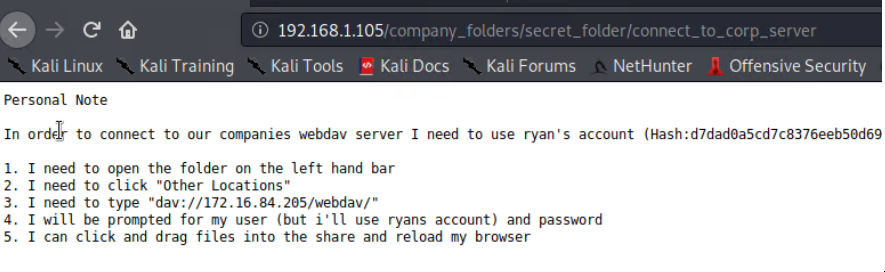 192.168.1.105/company_folders/secret_folder/connect_to_corp_server
Kali Linux Kali Training Kali Tools Kali Docs Kali Forums NetHunter Offensive Security
Personal Note
In order to connect to our companies webdav server I need to use ryan's account (Hash:d7dad0a5cd7c8376eeb50d69
1. I need to open the folder on the left hand bar
2. I need to click "Other Locations"
3. I need to type "dav://172.16.84.205/webdav/"
4. I will be prompted for my user (but i'll use ryans account) and password
5. I can click and drag files into the share and reload my browser